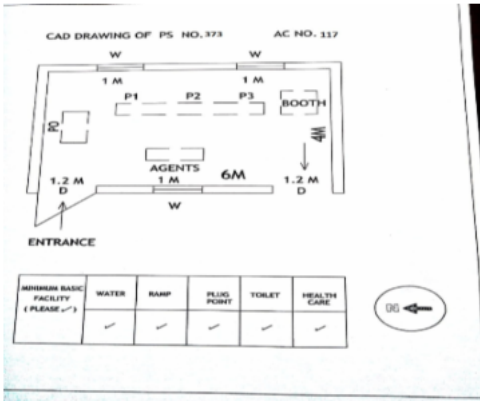 CAD DRAWING OF PS NO. 373 AC NO. 117
W W
1 M 1 M
P1 P2 P3
BOOTH
PO
4M
AGENTS
1.2 M 1 M 6M 1.2 M
D D
W
ENTRANCE
MINIMUM BASIC
FACILITY
( PLEASE ✓ )
WATER
RAMP
PLUG
POINT
TOILET
HEALTH
CARE
✓ ✓ ✓ ✓ ✓